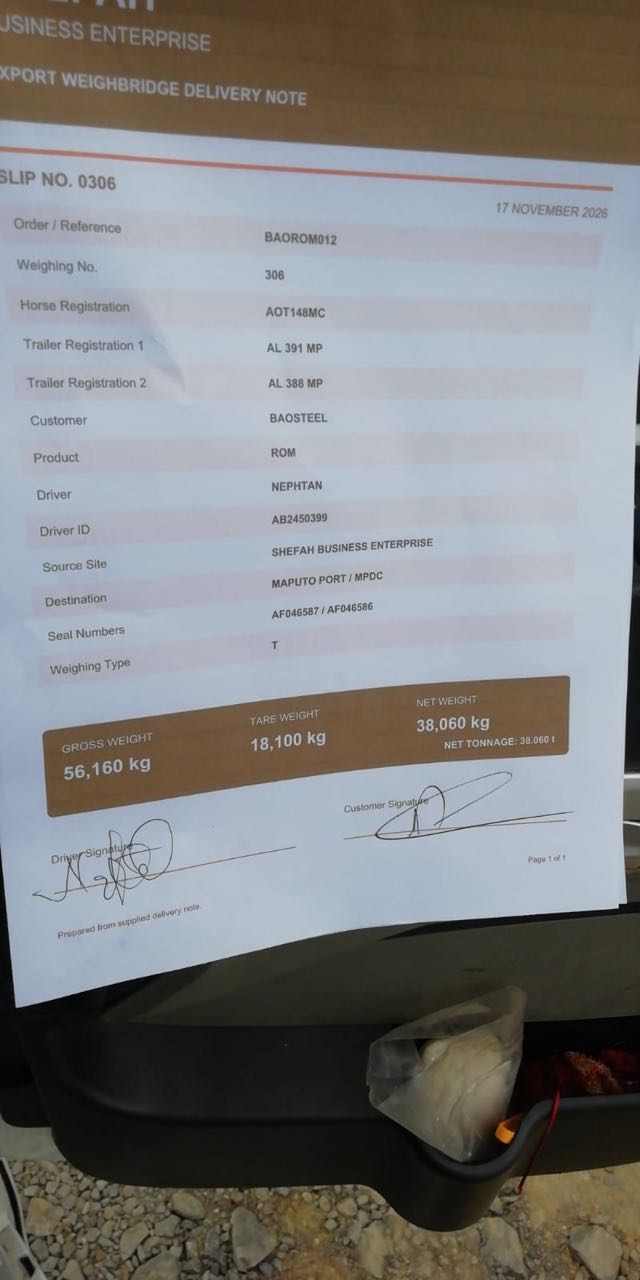 USINESS ENTERPRISE
XPORT WEIGHBRIDGE DELIVERY NOTE
SLIP NO. 0306
17 NOVEMBER 2026
Order / Reference BAOROM012
Weighing No. 306
Horse Registration AOT148MC
Trailer Registration 1 AL 391 MP
Trailer Registration 2 AL 388 MP
Customer BAOSTEEL
Product ROM
Driver NEPHTAN
Driver ID AB2450399
Source Site SHEFAH BUSINESS ENTERPRISE
Destination MAPUTO PORT / MPDC
Seal Numbers AF046587 / AF046586
Weighing Type T
GROSS WEIGHT TARE WEIGHT NET WEIGHT
56,160 kg 18,100 kg 38,060 kg
NET TONNAGE: 38.060 t
Driver Signature Customer Signature
Page 1 of 1
Prepared from supplied delivery note.